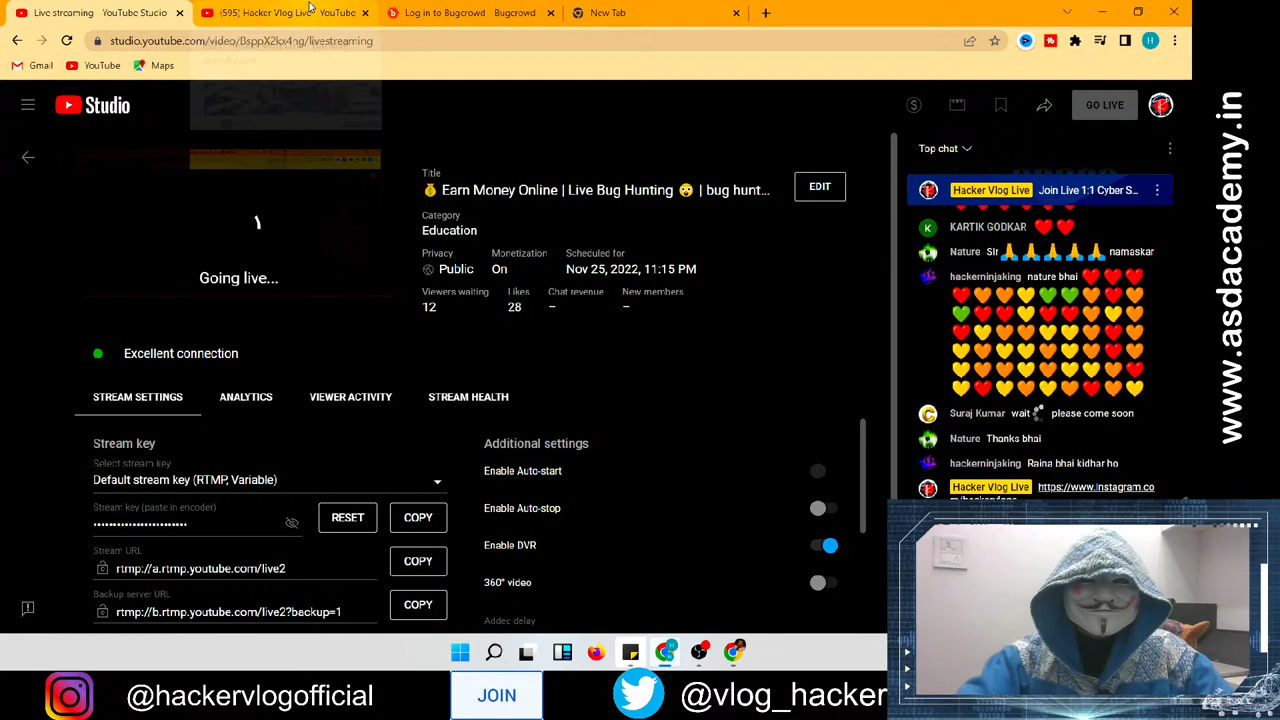 Live streaming - YouTube Studio
(595) Hacker Vlog Live - YouTube
Log in to Bugcrowd Bugcrowd
New Tab
studio.youtube.com/video/DsppX2kx4ng/livestreaming
Gmail YouTube Maps
Studio
GO LIVE
Going live...
Title
💰 Earn Money Online | Live Bug Hunting 😲 | bug hunt...
EDIT
Category
Education
Privacy Monetization Scheduled for
Public On Nov 25, 2022, 11:15 PM
Viewers waiting Likes Chat revenue New members
12 28 – –
Excellent connection
STREAM SETTINGS ANALYTICS VIEWER ACTIVITY STREAM HEALTH
Stream key
Select stream key
Default stream key (RTMP, Variable)
Stream key (paste in encoder)
••••••••••••••••••••••••
RESET COPY
Stream URL
rtmp://a.rtmp.youtube.com/live2
COPY
Backup server URL
rtmp://b.rtmp.youtube.com/live2?backup=1
COPY
Additional settings
Enable Auto-start
Enable Auto-stop
Enable DVR
360° video
Added delay
Top chat
Hacker Vlog Live Join Live 1:1 Cyber S...
KARTIK GODKAR ❤️❤️
Nature Sir 🙏🙏🙏🙏🙏 namaskar
hackerninjaking nature bhai ❤️❤️❤️
❤️🧡🧡💛💚💚❤️🧡❤️
💚❤️❤️💛❤️❤️🧡🧡🧡
❤️🧡🧡💛❤️❤️🧡❤️🧡
💛💛🧡💛🧡🧡💛🧡💛
💛💛🧡💛🧡🧡💛🧡❤️
💛❤️🧡💛🧡🧡💛❤️💛
Suraj Kumar wait please come soon
Nature Thanks bhai
hackerninjaking Raina bhai kidhar ho
Hacker Vlog Live https://www.instagram.co
www.asdacademy.in
@hackervlogofficial
JOIN
@vlog_hacker